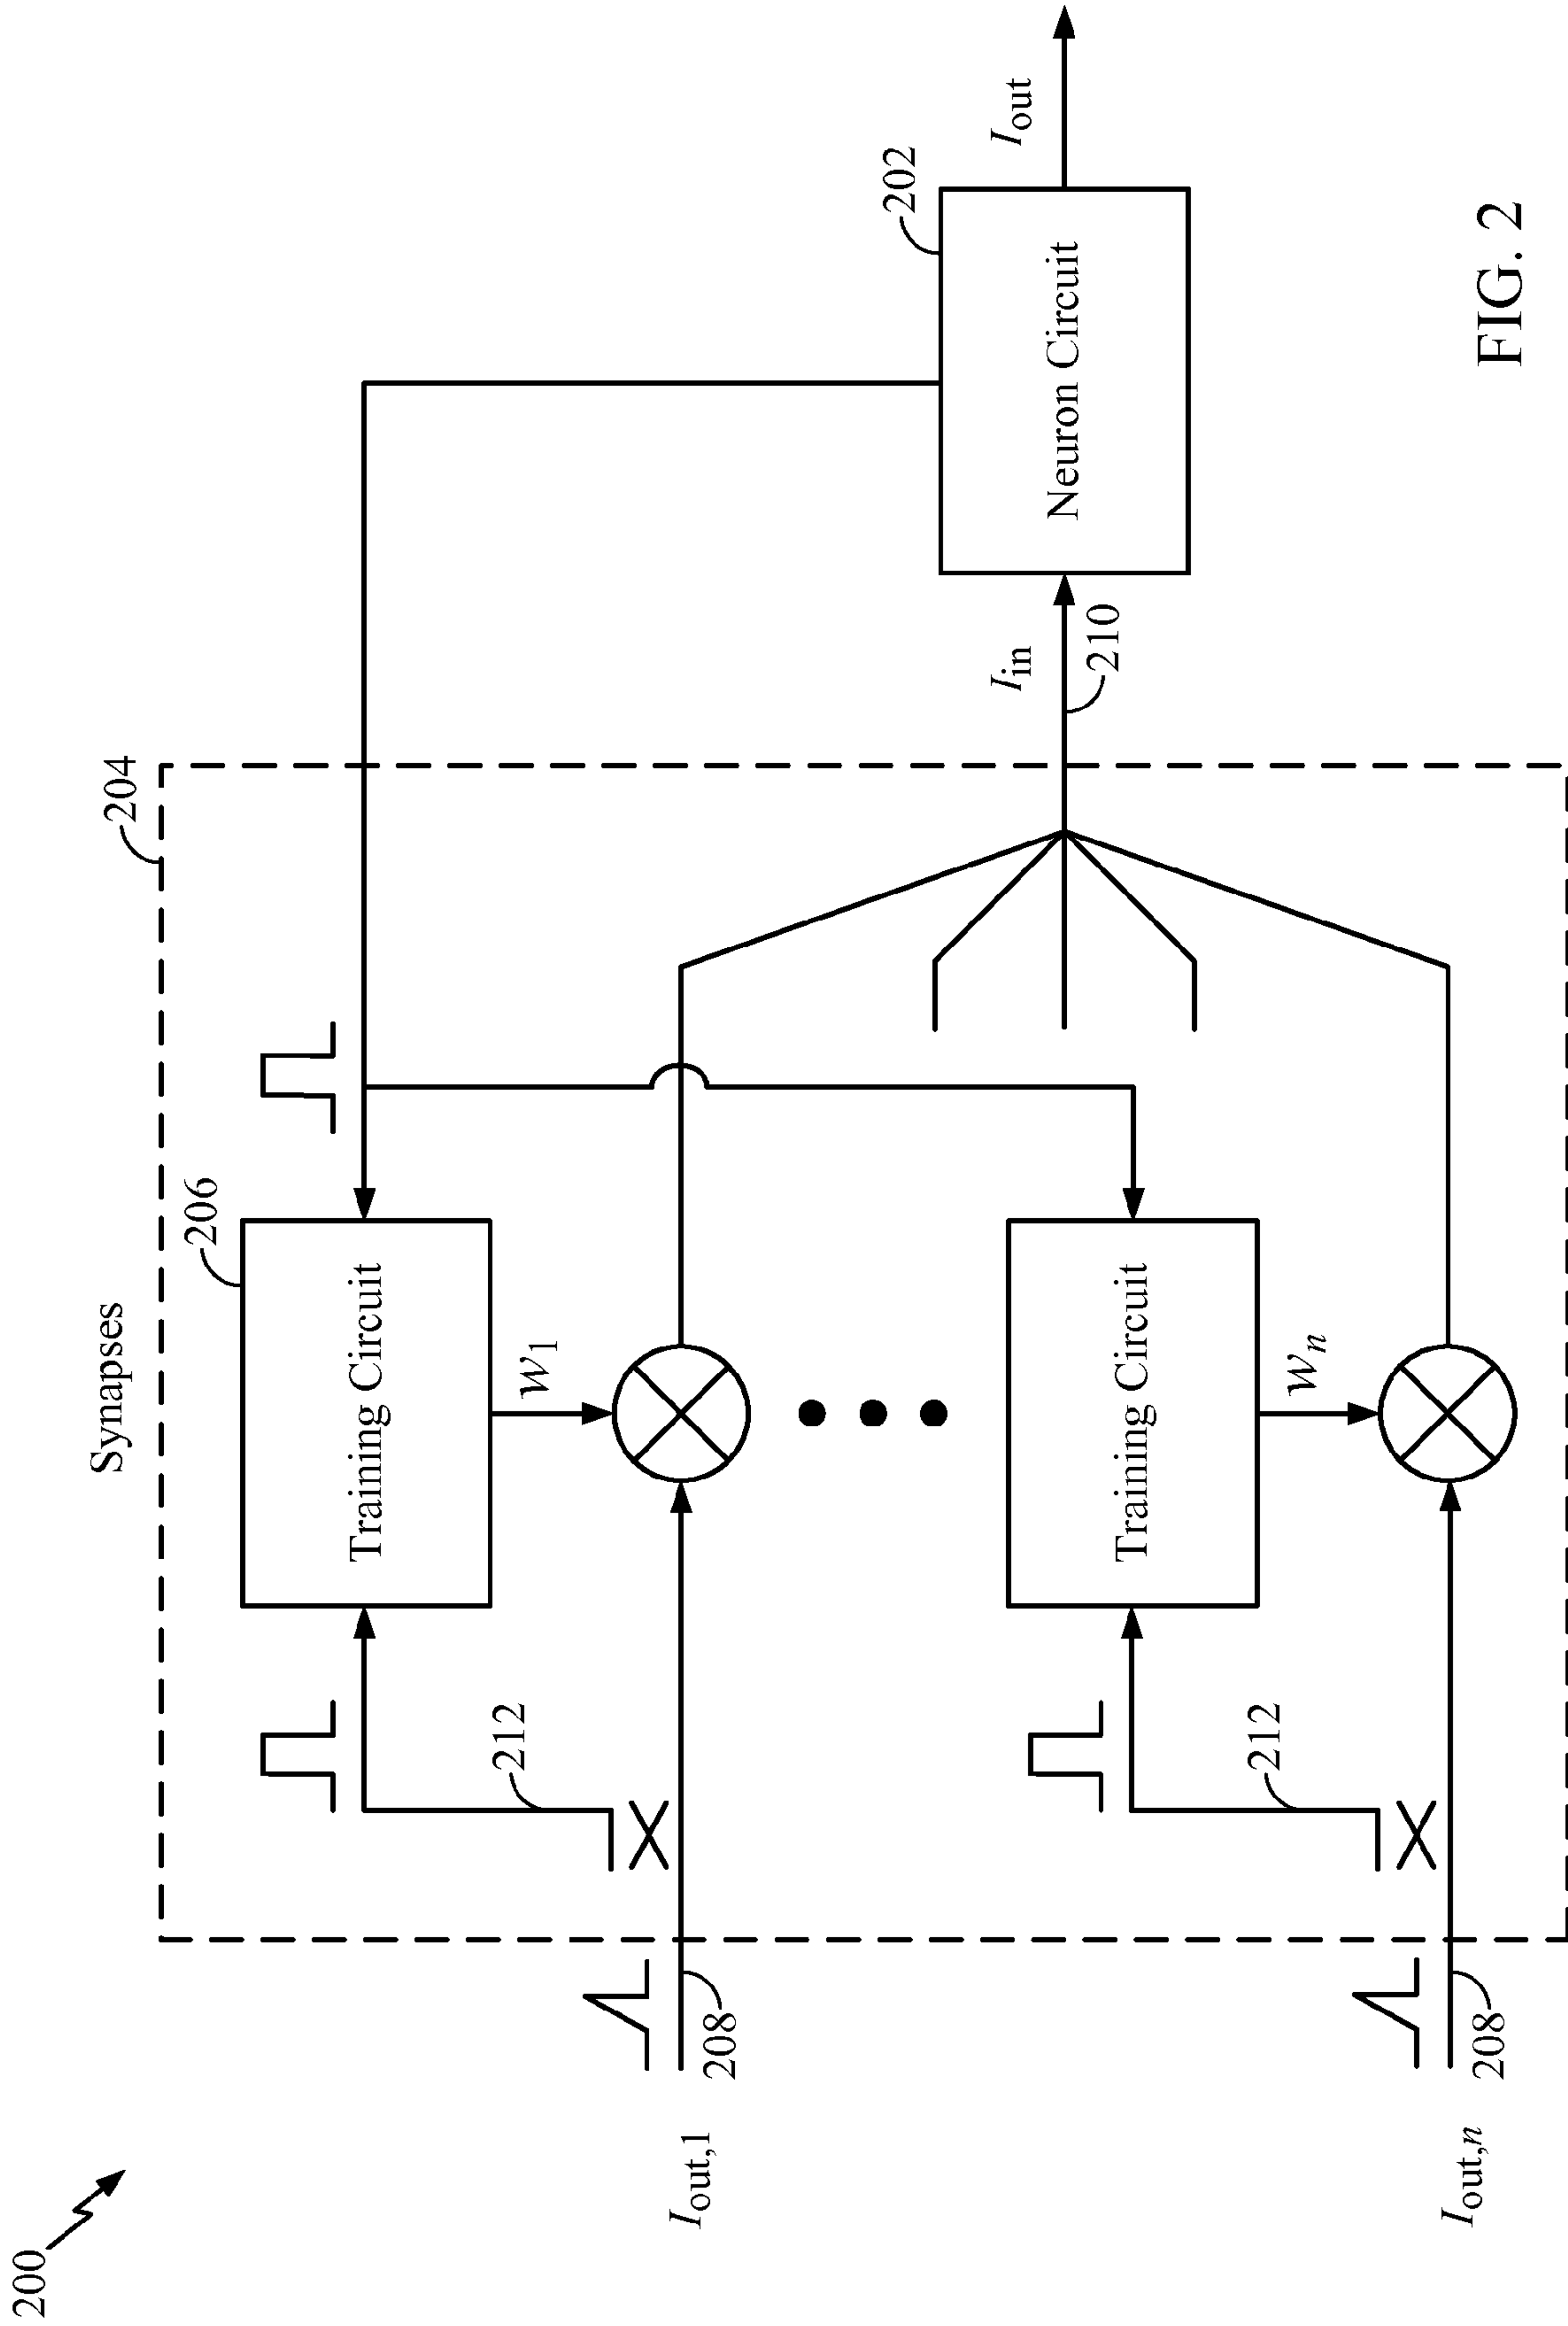 200
Synapses
204
206
Training Circuit
202
212
w1
Iout,1
208
Iin
Neuron Circuit
Iout
210
Training Circuit
212
wn
Iout,n
208
FIG. 2